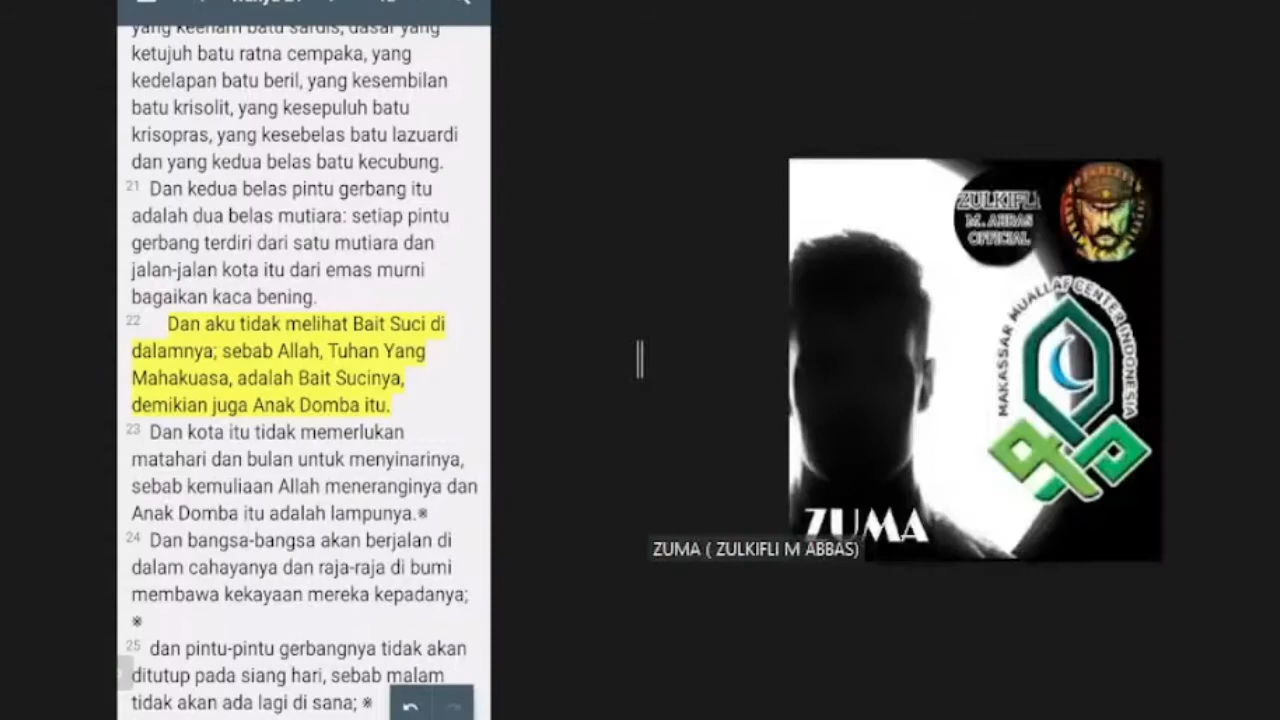 yang keenam batu sardis, dasar yang
ketujuh batu ratna cempaka, yang
kedelapan batu beril, yang kesembilan
batu krisolit, yang kesepuluh batu
krisopras, yang kesebelas batu lazuardi
dan yang kedua belas batu kecubung.
21 Dan kedua belas pintu gerbang itu
adalah dua belas mutiara: setiap pintu
gerbang terdiri dari satu mutiara dan
jalan-jalan kota itu dari emas murni
bagaikan kaca bening.
22 Dan aku tidak melihat Bait Suci di
dalamnya; sebab Allah, Tuhan Yang
Mahakuasa, adalah Bait Sucinya,
demikian juga Anak Domba itu.
23 Dan kota itu tidak memerlukan
matahari dan bulan untuk menyinarinya,
sebab kemuliaan Allah meneranginya dan
Anak Domba itu adalah lampunya.※
24 Dan bangsa-bangsa akan berjalan di
dalam cahayanya dan raja-raja di bumi
membawa kekayaan mereka kepadanya;
※
25 dan pintu-pintu gerbangnya tidak akan
ditutup pada siang hari, sebab malam
tidak akan ada lagi di sana; ※
ZULKIFLI
M. ABBAS
OFFICIAL
MAKASSAR MUALLAF CENTER INDONESIA
ZUMA
ZUMA ( ZULKIFLI M ABBAS)